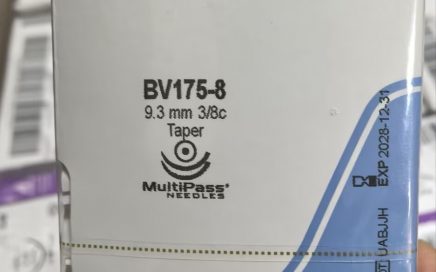 BV175-8
9.3 mm 3/8c
Taper
MultiPass'
NEEDLES
EXP 2028-12-31
UABJJH